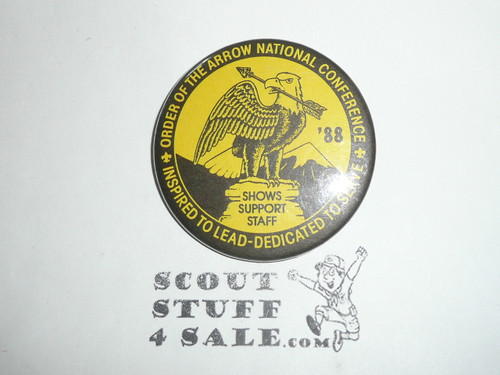 ORDER OF THE ARROW NATIONAL CONFERENCE
'88
SHOWS
SUPPORT
STAFF
INSPIRED TO LEAD-DEDICATED TO SERVE
SCOUT
STUFF
4 SALE.COM